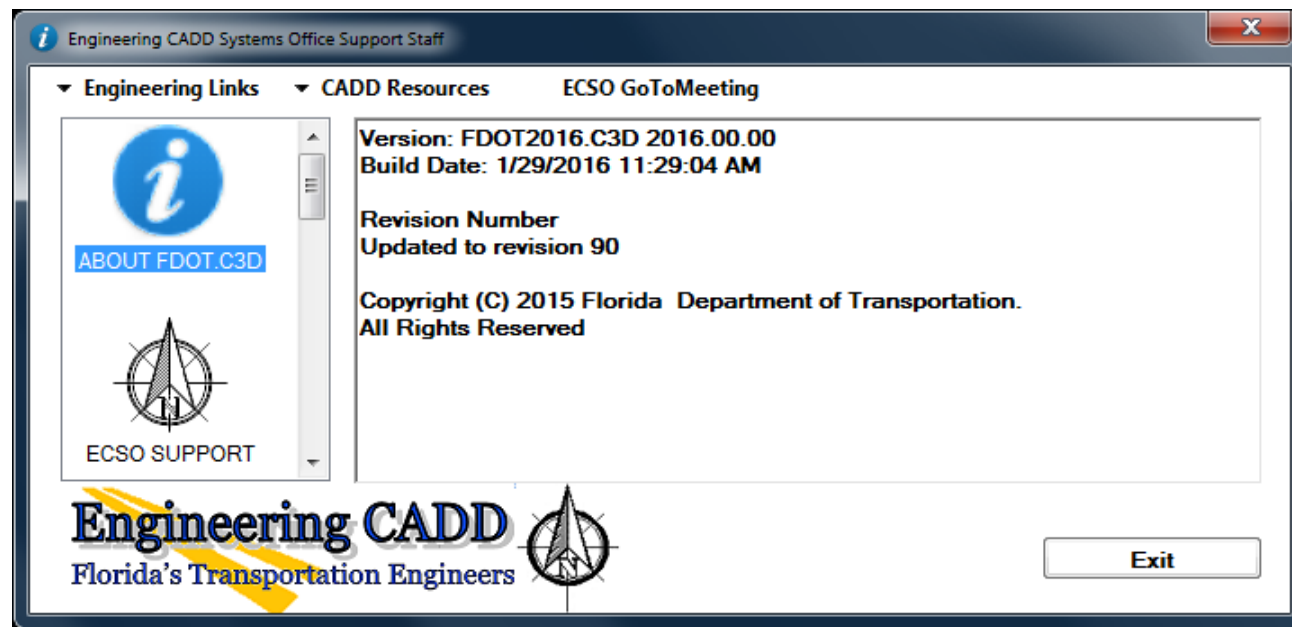 Engineering CADD Systems Office Support Staff
Engineering Links CADD Resources ECSO GoToMeeting
ABOUT FDOT.C3D
ECSO SUPPORT
Version: FDOT2016.C3D 2016.00.00
Build Date: 1/29/2016 11:29:04 AM
Revision Number
Updated to revision 90
Copyright (C) 2015 Florida  Department of Transportation.
All Rights Reserved
Engineering CADD
Florida's Transportation Engineers
N
Exit